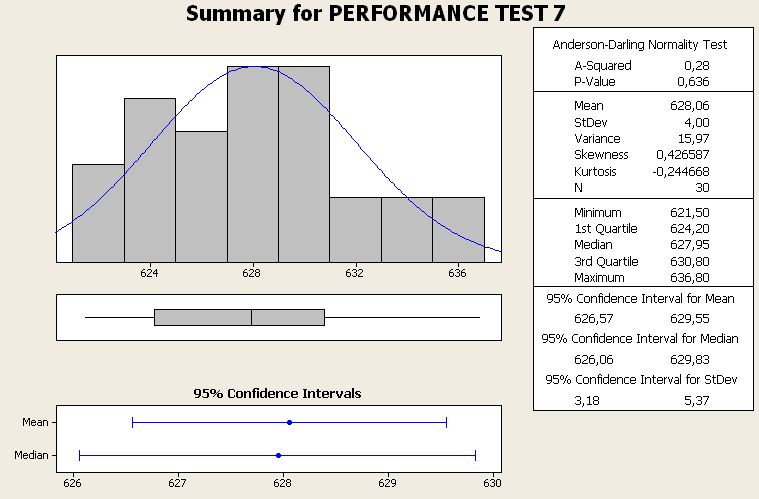 Summary for PERFORMANCE TEST 7
624 628 632 636
95% Confidence Intervals
Mean
Median
626 627 628 629 630
Anderson-Darling Normality Test
A-Squared 0,28
P-Value 0,636
Mean 628,06
StDev 4,00
Variance 15,97
Skewness 0,426587
Kurtosis -0,244668
N 30
Minimum 621,50
1st Quartile 624,20
Median 627,95
3rd Quartile 630,80
Maximum 636,80
95% Confidence Interval for Mean
626,57 629,55
95% Confidence Interval for Median
626,06 629,83
95% Confidence Interval for StDev
3,18 5,37